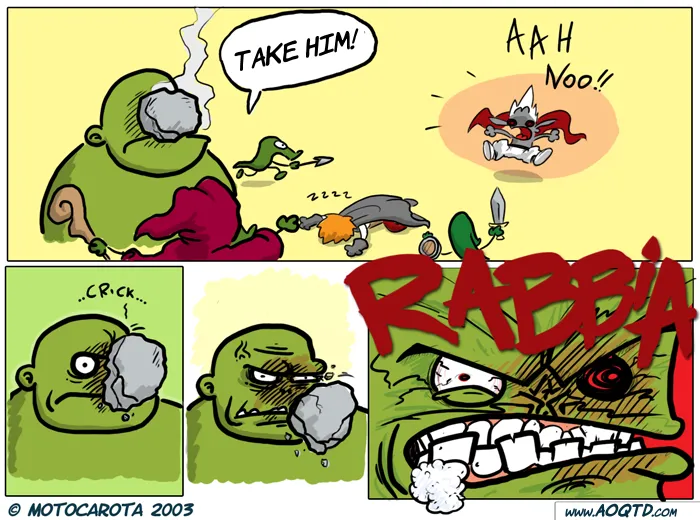 TAKE HIM!
AAH
Noo!!
zzzz
..CRiCK...
RABBiA
© MOTOCAROTA 2003
WWW.AOQTD.COM